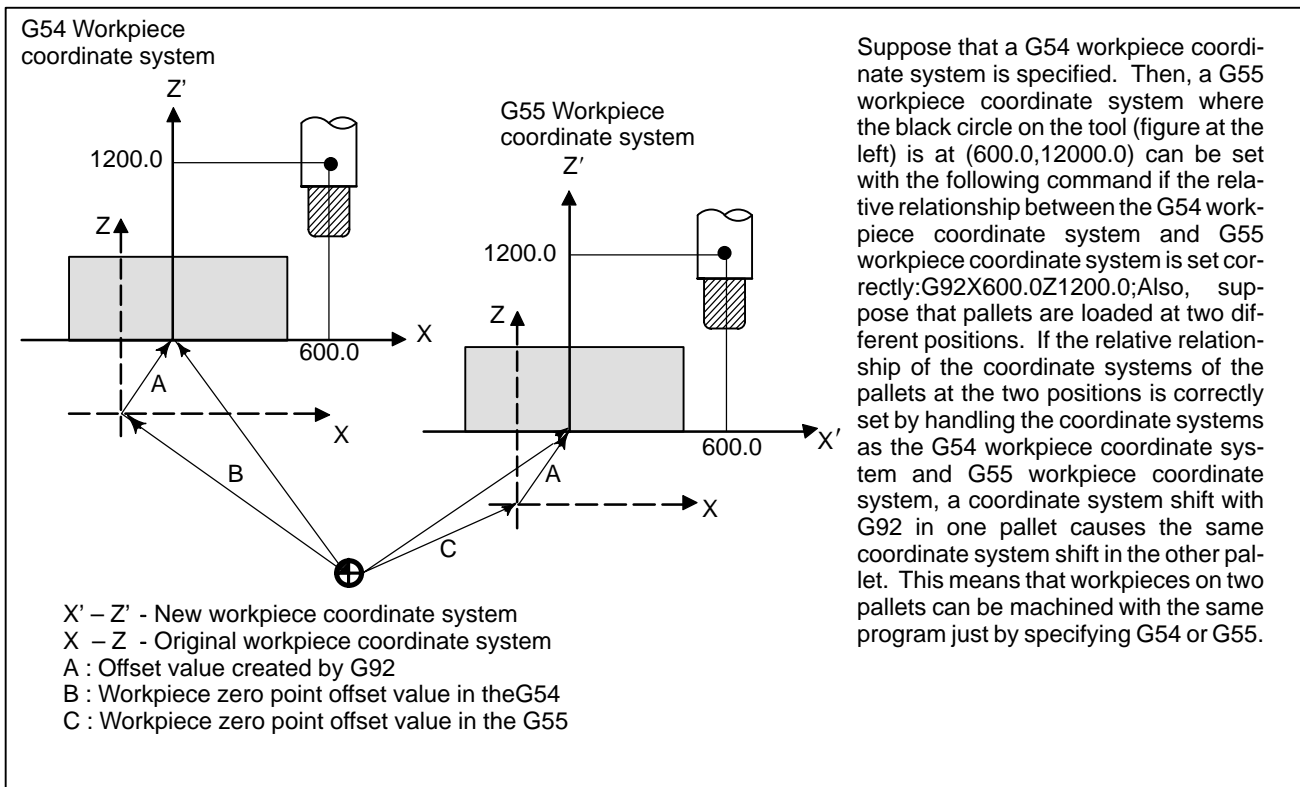 G54 Workpiece
coordinate system
Z’
1200.0
Z
X
600.0
A
X
B
G55 Workpiece
coordinate system
Z′
1200.0
Z
600.0
X′
A
X
C
X’ – Z’ - New workpiece coordinate system
X – Z - Original workpiece coordinate system
A : Offset value created by G92
B : Workpiece zero point offset value in theG54
C : Workpiece zero point offset value in the G55
Suppose that a G54 workpiece coordi-
nate system is specified. Then, a G55
workpiece coordinate system where
the black circle on the tool (figure at the
left) is at (600.0,12000.0) can be set
with the following command if the rela-
tive relationship between the G54 work-
piece coordinate system and G55
workpiece coordinate system is set cor-
rectly:G92X600.0Z1200.0;Also, sup-
pose that pallets are loaded at two dif-
ferent positions. If the relative relation-
ship of the coordinate systems of the
pallets at the two positions is correctly
set by handling the coordinate systems
as the G54 workpiece coordinate sys-
tem and G55 workpiece coordinate
system, a coordinate system shift with
G92 in one pallet causes the same
coordinate system shift in the other pal-
let. This means that workpieces on two
pallets can be machined with the same
program just by specifying G54 or G55.